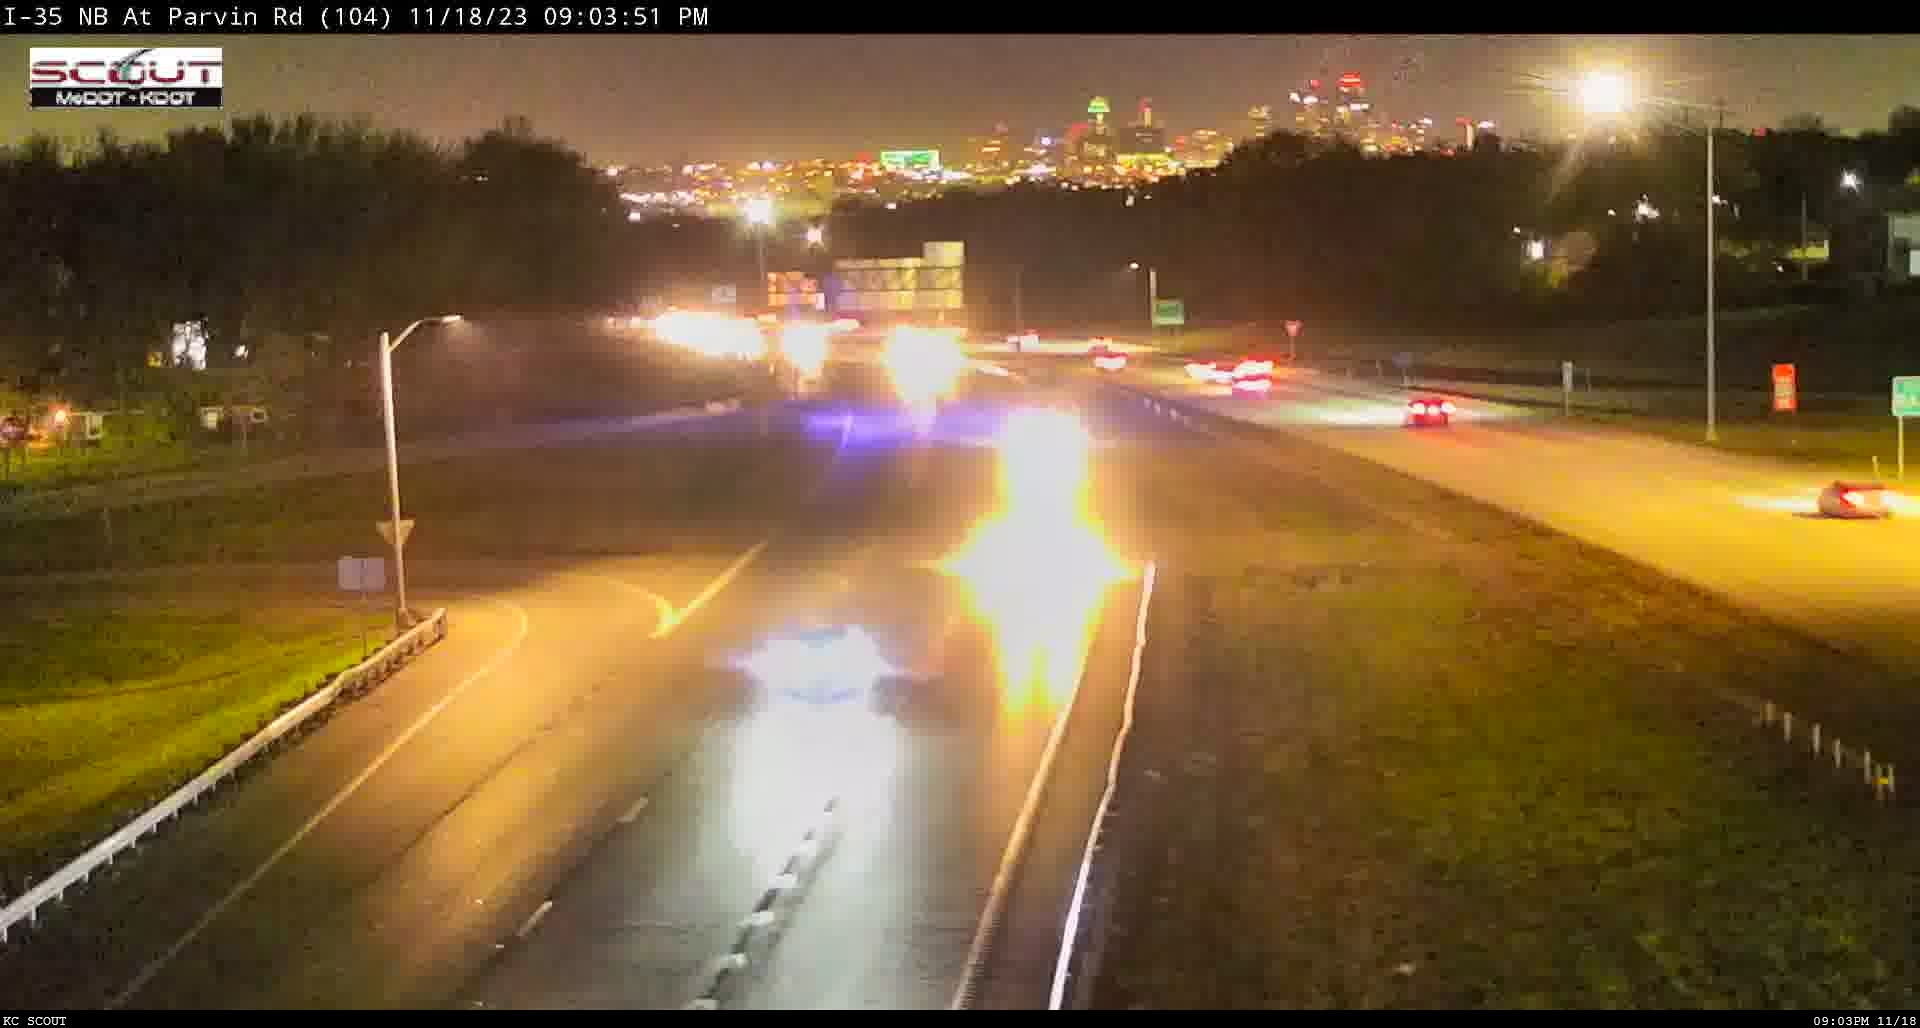 I-35 NB At Parvin Rd (104) 11/18/23 09:03:51 PM
SCOUT
MoDOT - KDOT
KC SCOUT
09:03PM 11/18